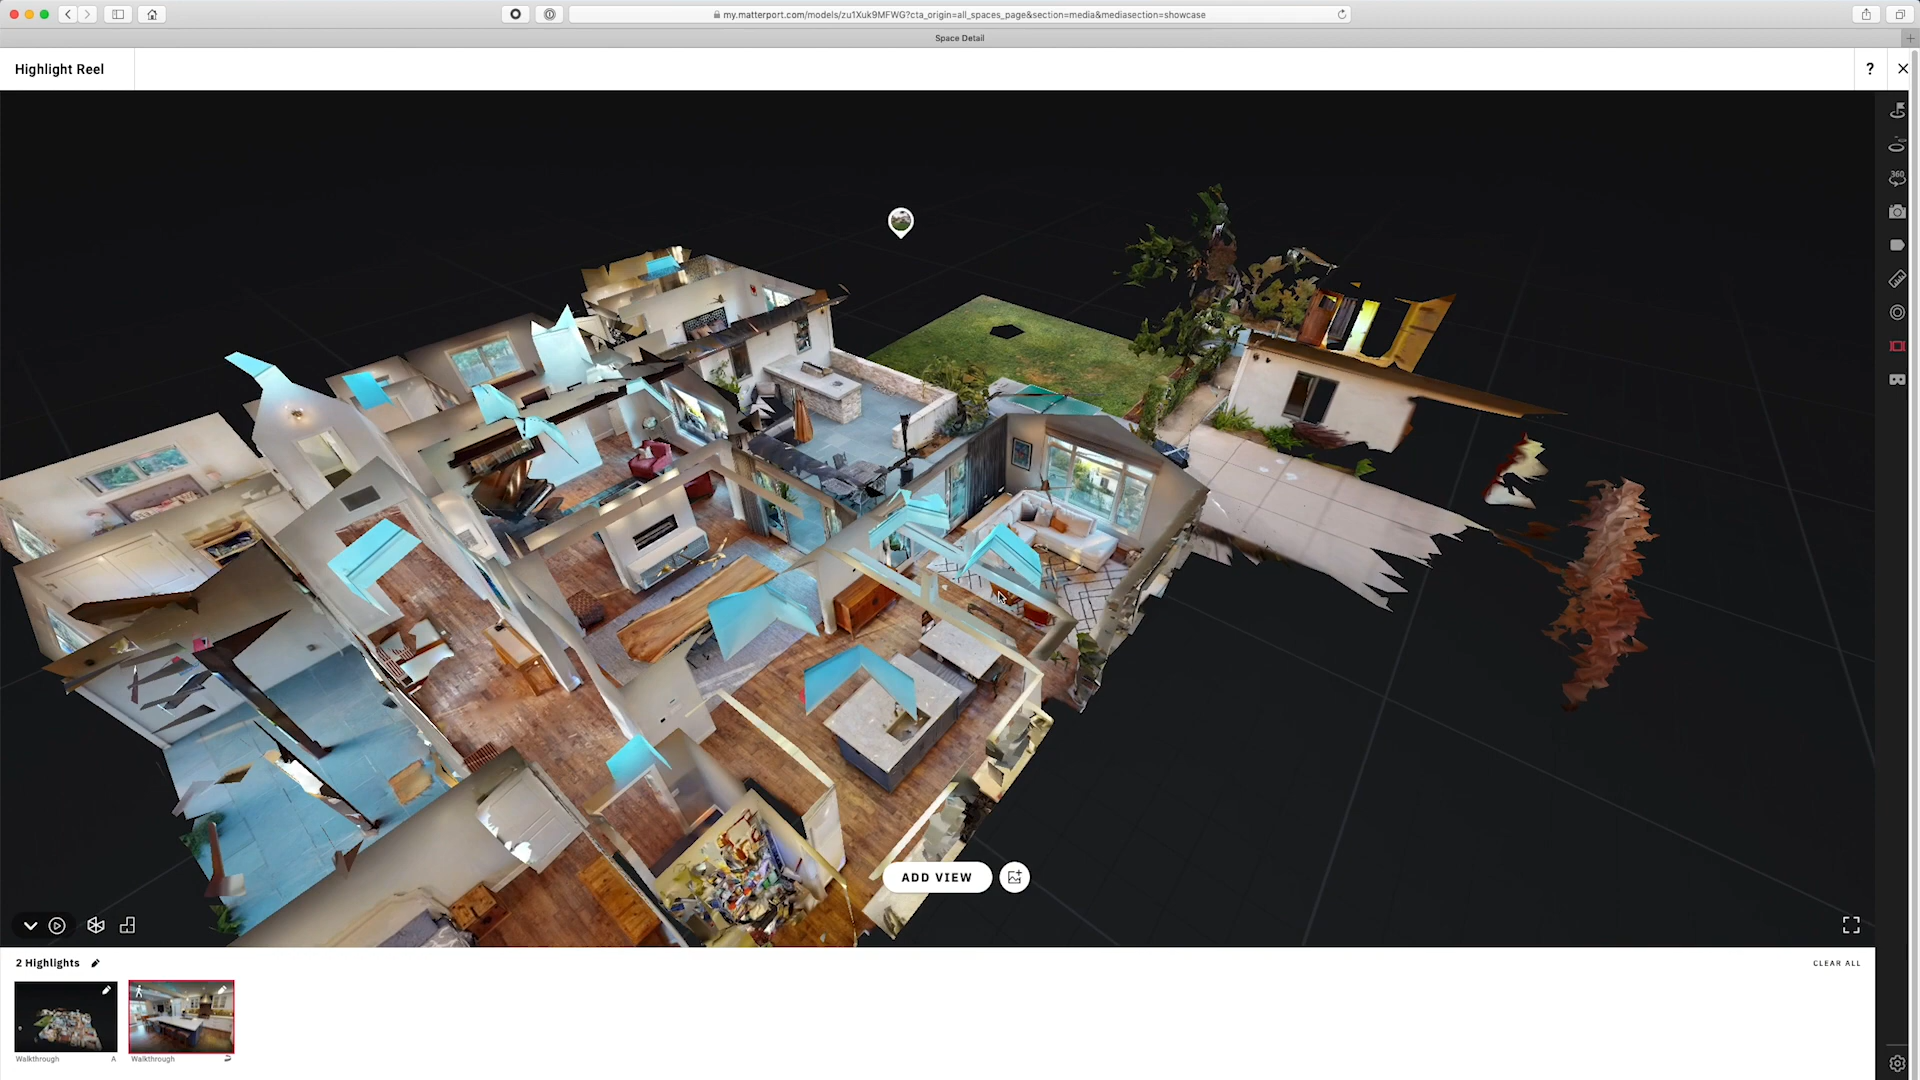 my.matterport.com/models/zu1Xuk9MFWG?cta_origin=all_spaces_page&section=media&mediasection=showcase
Space Detail
Highlight Reel
?
360
ADD VIEW
2 Highlights
CLEAR ALL
Walkthrough A
Walkthrough